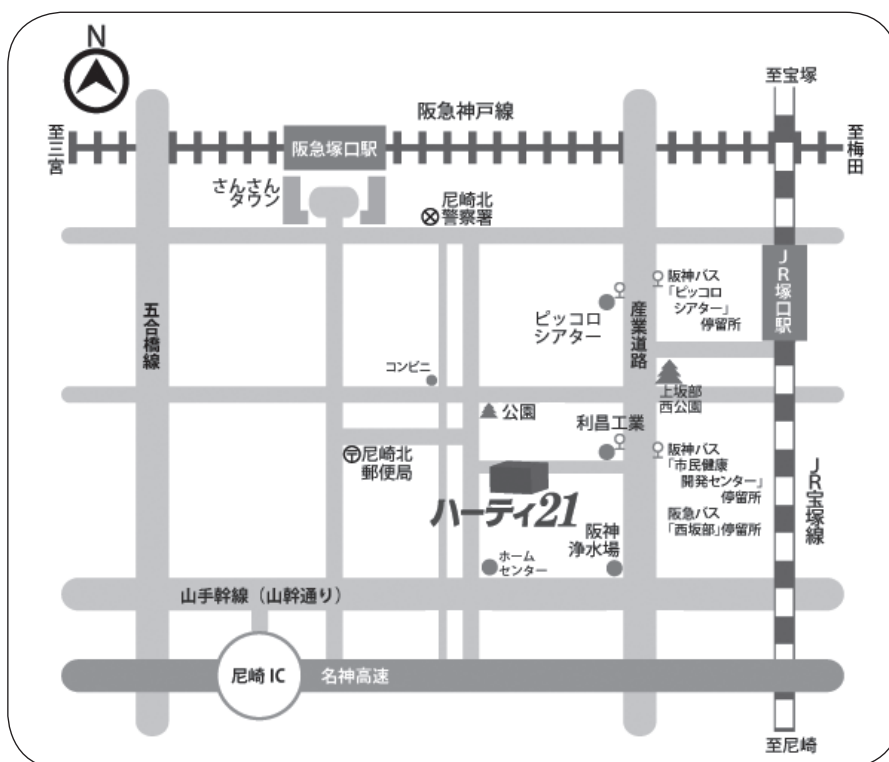 N
至宝塚
阪急神戸線
至三宮
阪急塚口駅
至梅田
さんさん
タウン
尼崎北
警察署
JR塚口駅
阪神バス
「ピッコロ
シアター」
停留所
五合橋線
ピッコロ
シアター
産業道路
コンビニ
上坂部
西公園
公園
利昌工業
〒尼崎北
郵便局
阪神バス
「市民健康
開発センター」
停留所
阪急バス
「西坂部」停留所
JR宝塚線
ハーティ21
阪神
浄水場
ホーム
センター
山手幹線（山幹通り）
尼崎IC
名神高速
至尼崎